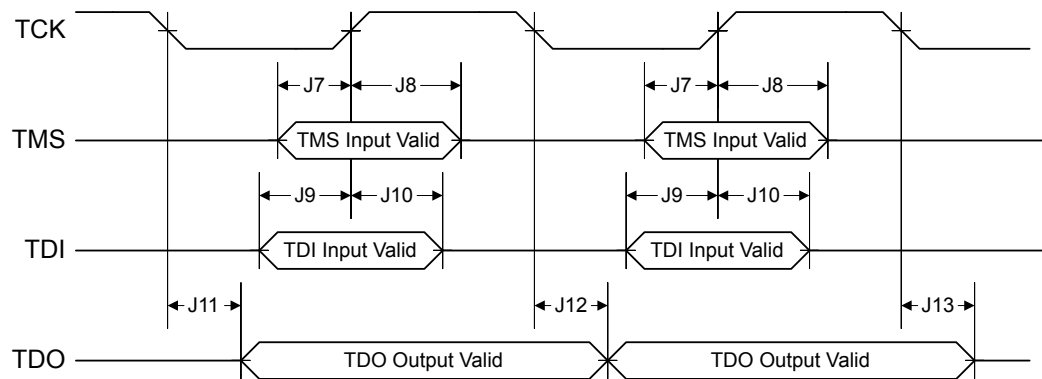 TCK
J7 J8 J7 J8
TMS TMS Input Valid TMS Input Valid
J9 J10 J9 J10
TDI TDI Input Valid TDI Input Valid
J11 J12 J13
TDO TDO Output Valid TDO Output Valid